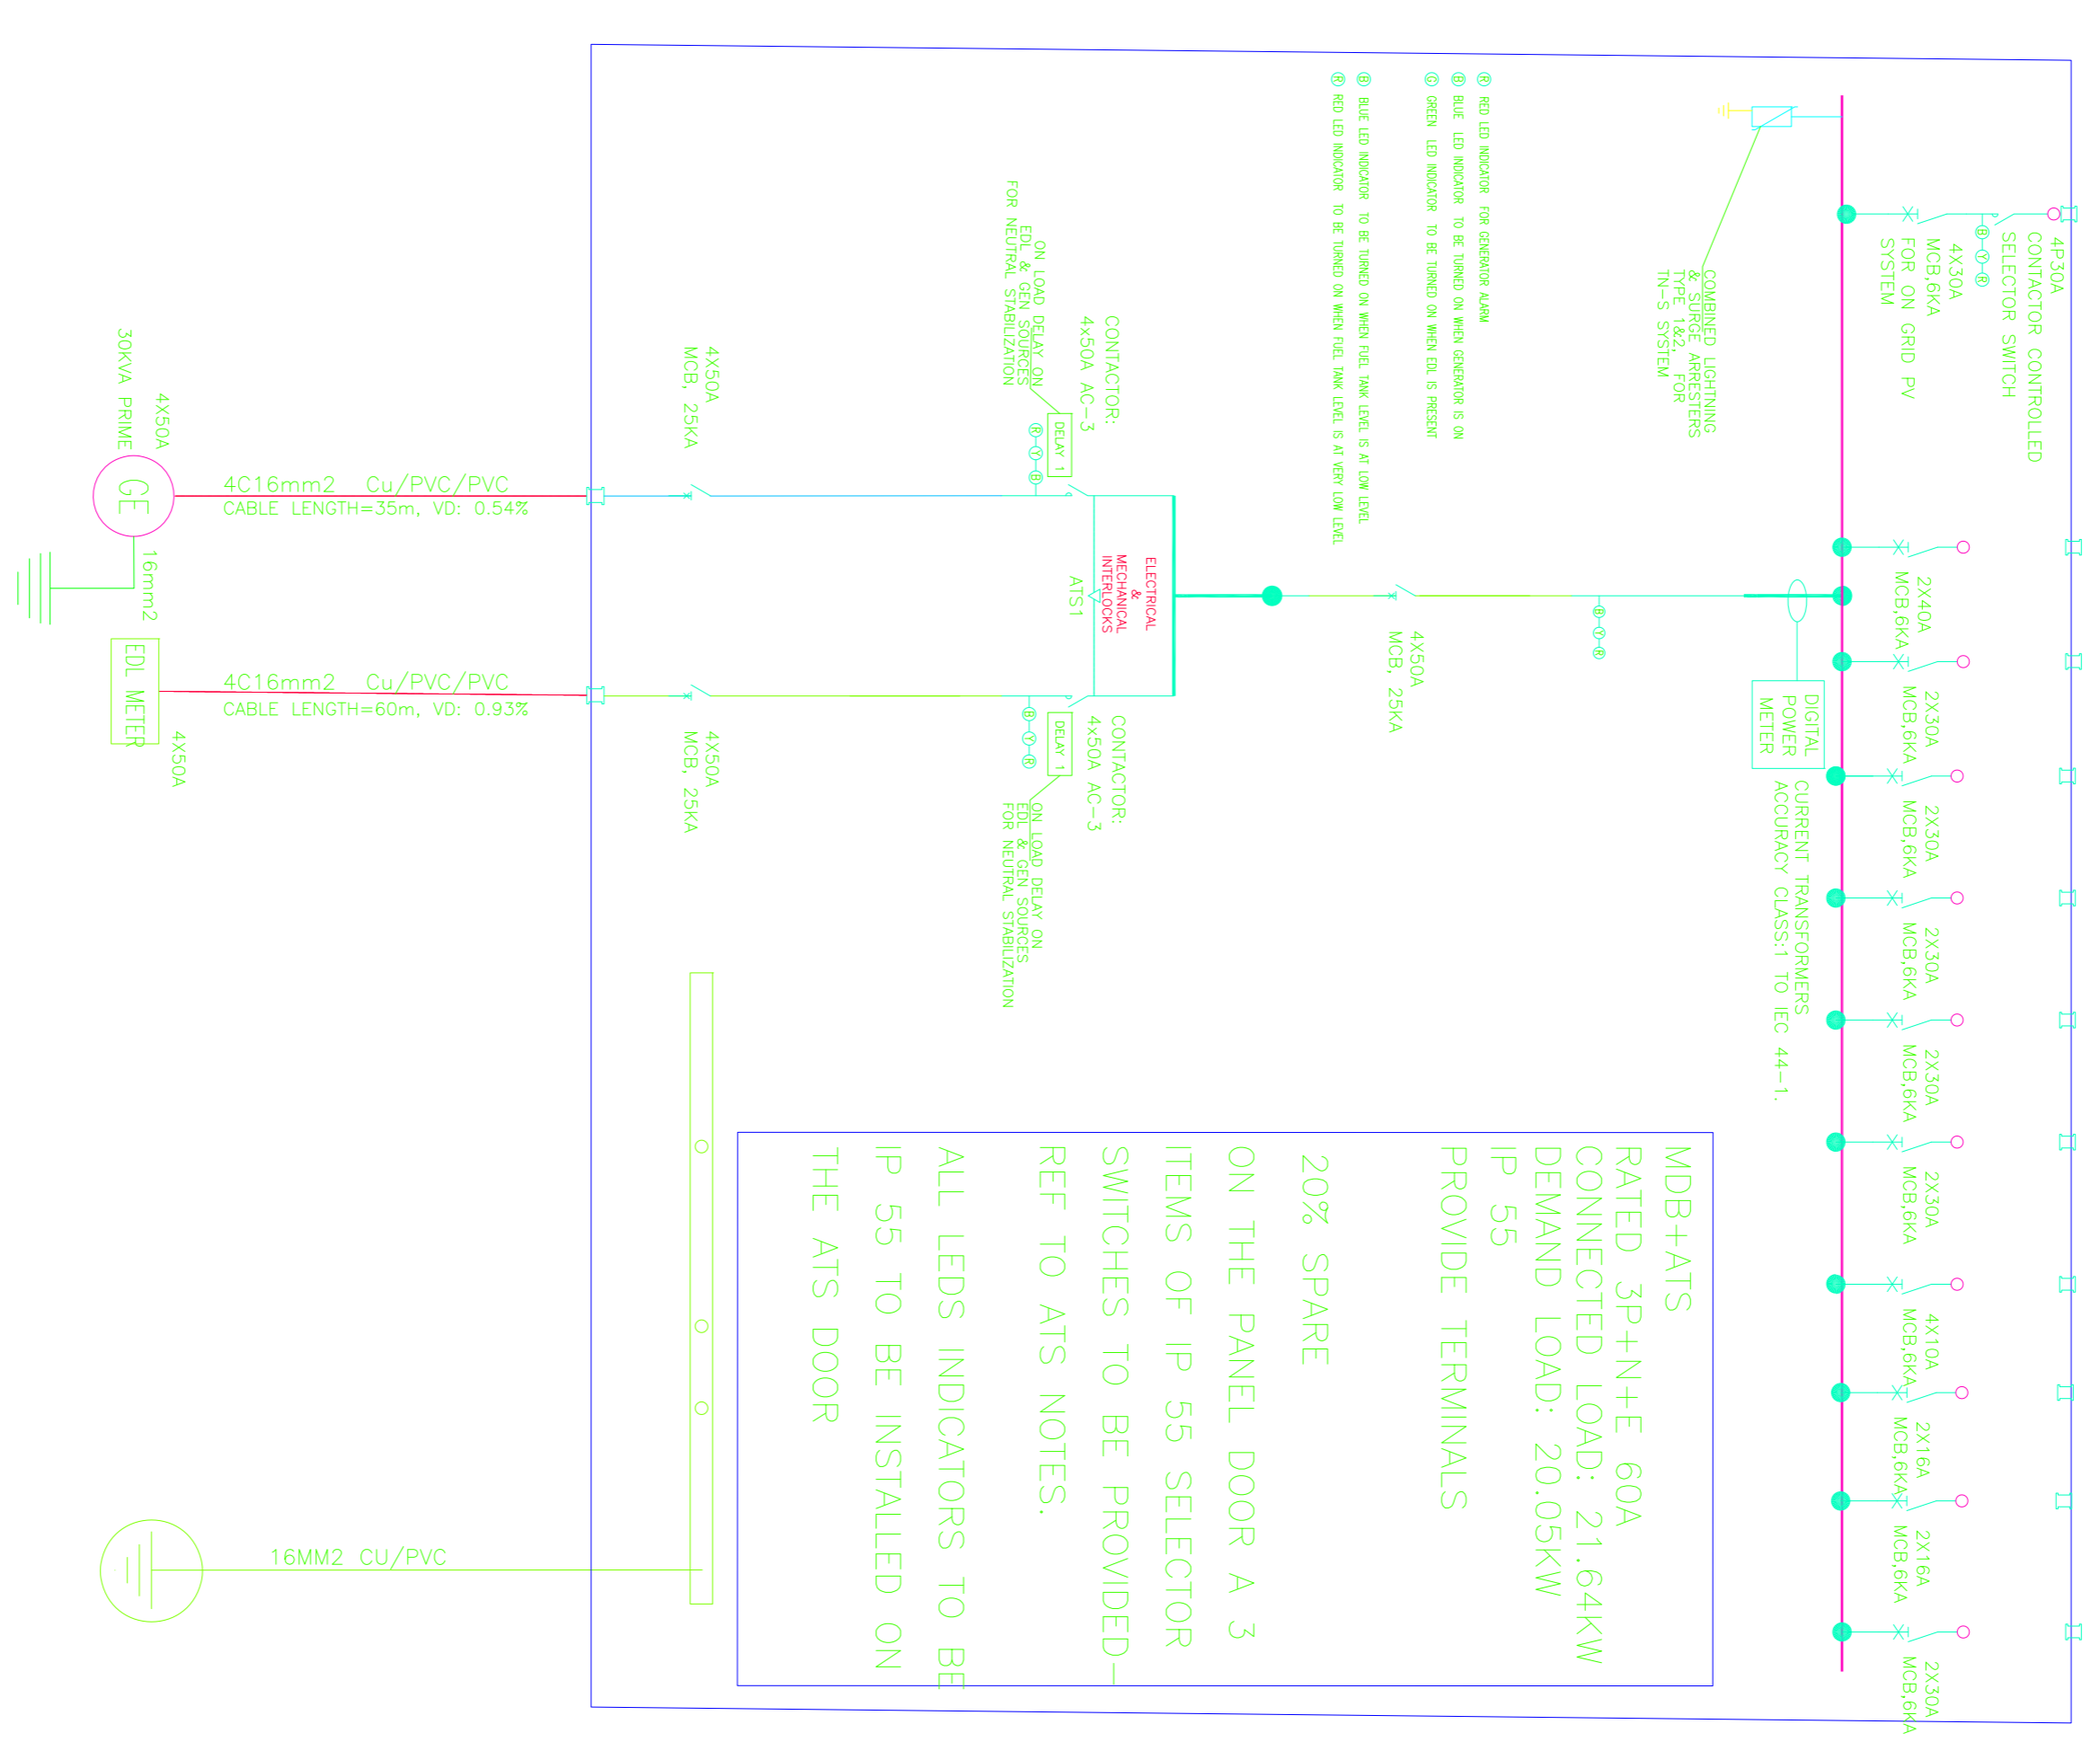 4P30A
CONTACTOR CONTROLLED
SELECTOR SWITCH
4X30A
MCB,6KA
FOR ON GRID PV
SYSTEM
B Y R
2X40A
MCB,6KA
2X30A
MCB,6KA
2X30A
MCB,6KA
2X30A
MCB,6KA
2X30A
MCB,6KA
2X30A
MCB,6KA
4X10A
MCB,6KA
2X16A
MCB,6KA
2X16A
MCB,6KA
2X30A
MCB,6KA
COMBINED LIGHTNING
& SURGE ARRESTERS
TYPE 1&2, FOR
TN-S SYSTEM
DIGITAL
POWER
METER
CURRENT TRANSFORMERS
ACCURACY CLASS:1 TO IEC 44-1.
B Y R
4X50A
MCB, 25KA
R RED LED INDICATOR FOR GENERATOR ALARM
B BLUE LED INDICATOR TO BE TURNED ON WHEN GENERATOR IS ON
G GREEN LED INDICATOR TO BE TURNED ON WHEN EDL IS PRESENT
B BLUE LED INDICATOR TO BE TURNED ON WHEN FUEL TANK LEVEL IS AT LOW LEVEL
R RED LED INDICATOR TO BE TURNED ON WHEN FUEL TANK LEVEL IS AT VERY LOW LEVEL
ELECTRICAL
&
MECHANICAL
INTERLOCKS
ATS1
CONTACTOR:
4x50A AC-3
DELAY 1
R Y B
ON LOAD DELAY ON
EDL & GEN SOURCES
FOR NEUTRAL STABILIZATION
CONTACTOR:
4x50A AC-3
DELAY 1
B Y R
ON LOAD DELAY ON
EDL & GEN SOURCES
FOR NEUTRAL STABILIZATION
4X50A
MCB, 25KA
4X50A
MCB, 25KA
4C16mm2 Cu/PVC/PVC
CABLE LENGTH=35m, VD: 0.54%
4C16mm2 Cu/PVC/PVC
CABLE LENGTH=60m, VD: 0.93%
4X50A
30KVA PRIME
GE
16mm2
EDL METER
4X50A
16MM2 CU/PVC
MDB+ATS
RATED 3P+N+E 60A
CONNECTED LOAD: 21.64KW
DEMAND LOAD: 20.05KW
IP 55
PROVIDE TERMINALS
20% SPARE
ON THE PANEL DOOR A 3
ITEMS OF IP 55 SELECTOR
SWITCHES TO BE PROVIDED-
REF TO ATS NOTES.
ALL LEDS INDICATORS TO BE
IP 55 TO BE INSTALLED ON
THE ATS DOOR